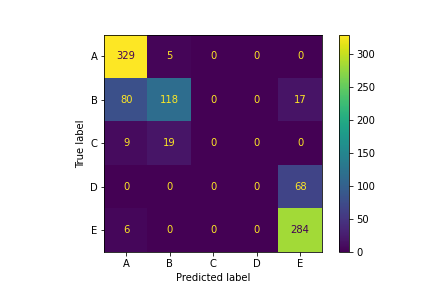 A 329 5 0 0 0
B 80 118 0 0 17
C 9 19 0 0 0
D 0 0 0 0 68
E 6 0 0 0 284
A B C D E
Predicted label
True label
300
250
200
150
100
50
0